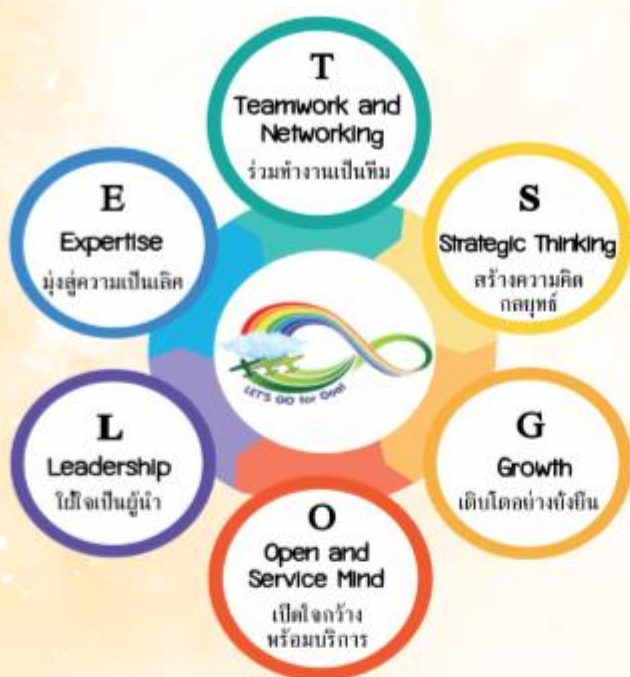 T
Teamwork and
Networking
ร่วมทำงานเป็นทีม
E
Expertise
มุ่งสู่ความเป็นเลิศ
S
Strategic Thinking
สร้างความคิด
กลยุทธ์
LET'S GO for Goal
L
Leadership
ใฝ่ใจเป็นผู้นำ
G
Growth
เติบโตอย่างยั่งยืน
O
Open and
Service Mind
เปิดใจกว้าง
พร้อมบริการ